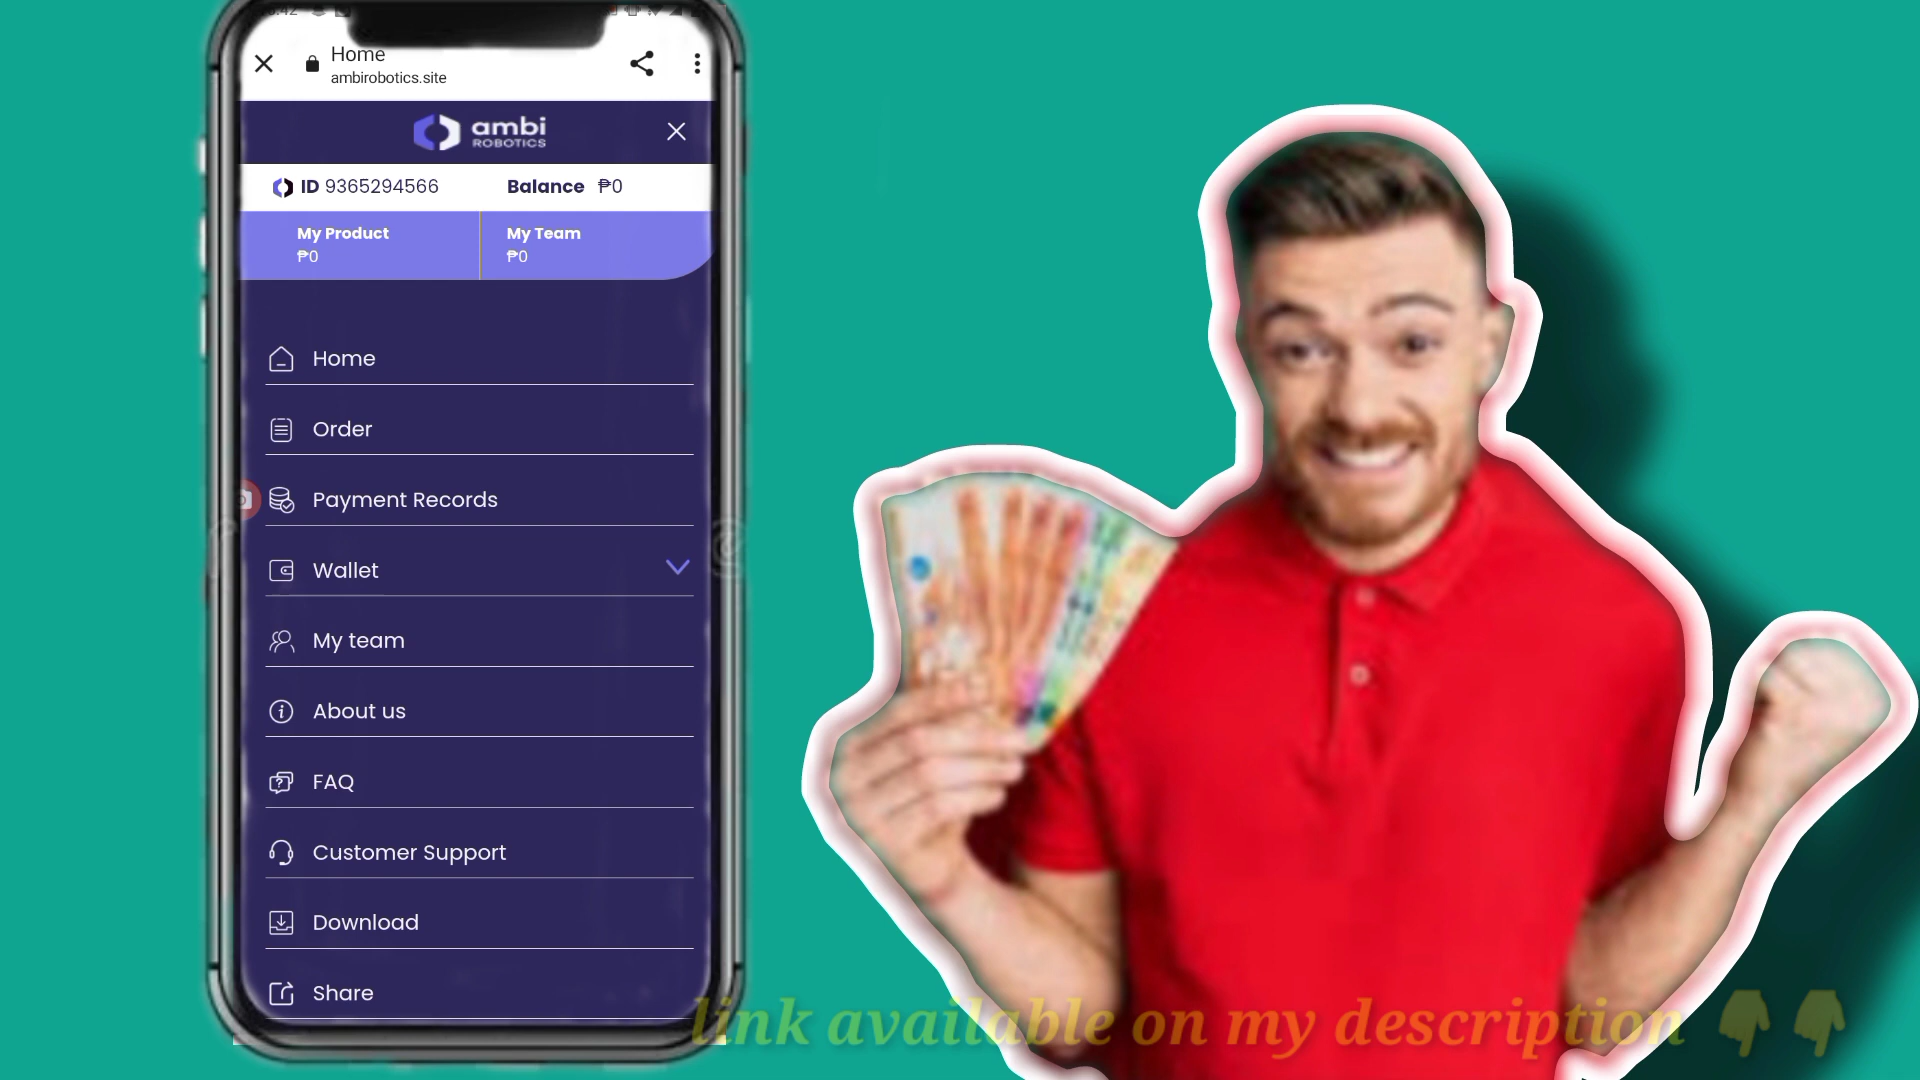 Home
ambirobotics.site
ambi
ROBOTICS
ID 9365294566 Balance ₱0
My Product My Team
₱0 ₱0
Home
Order
Payment Records
Wallet
My team
About us
FAQ
Customer Support
Download
Share
link available on my description